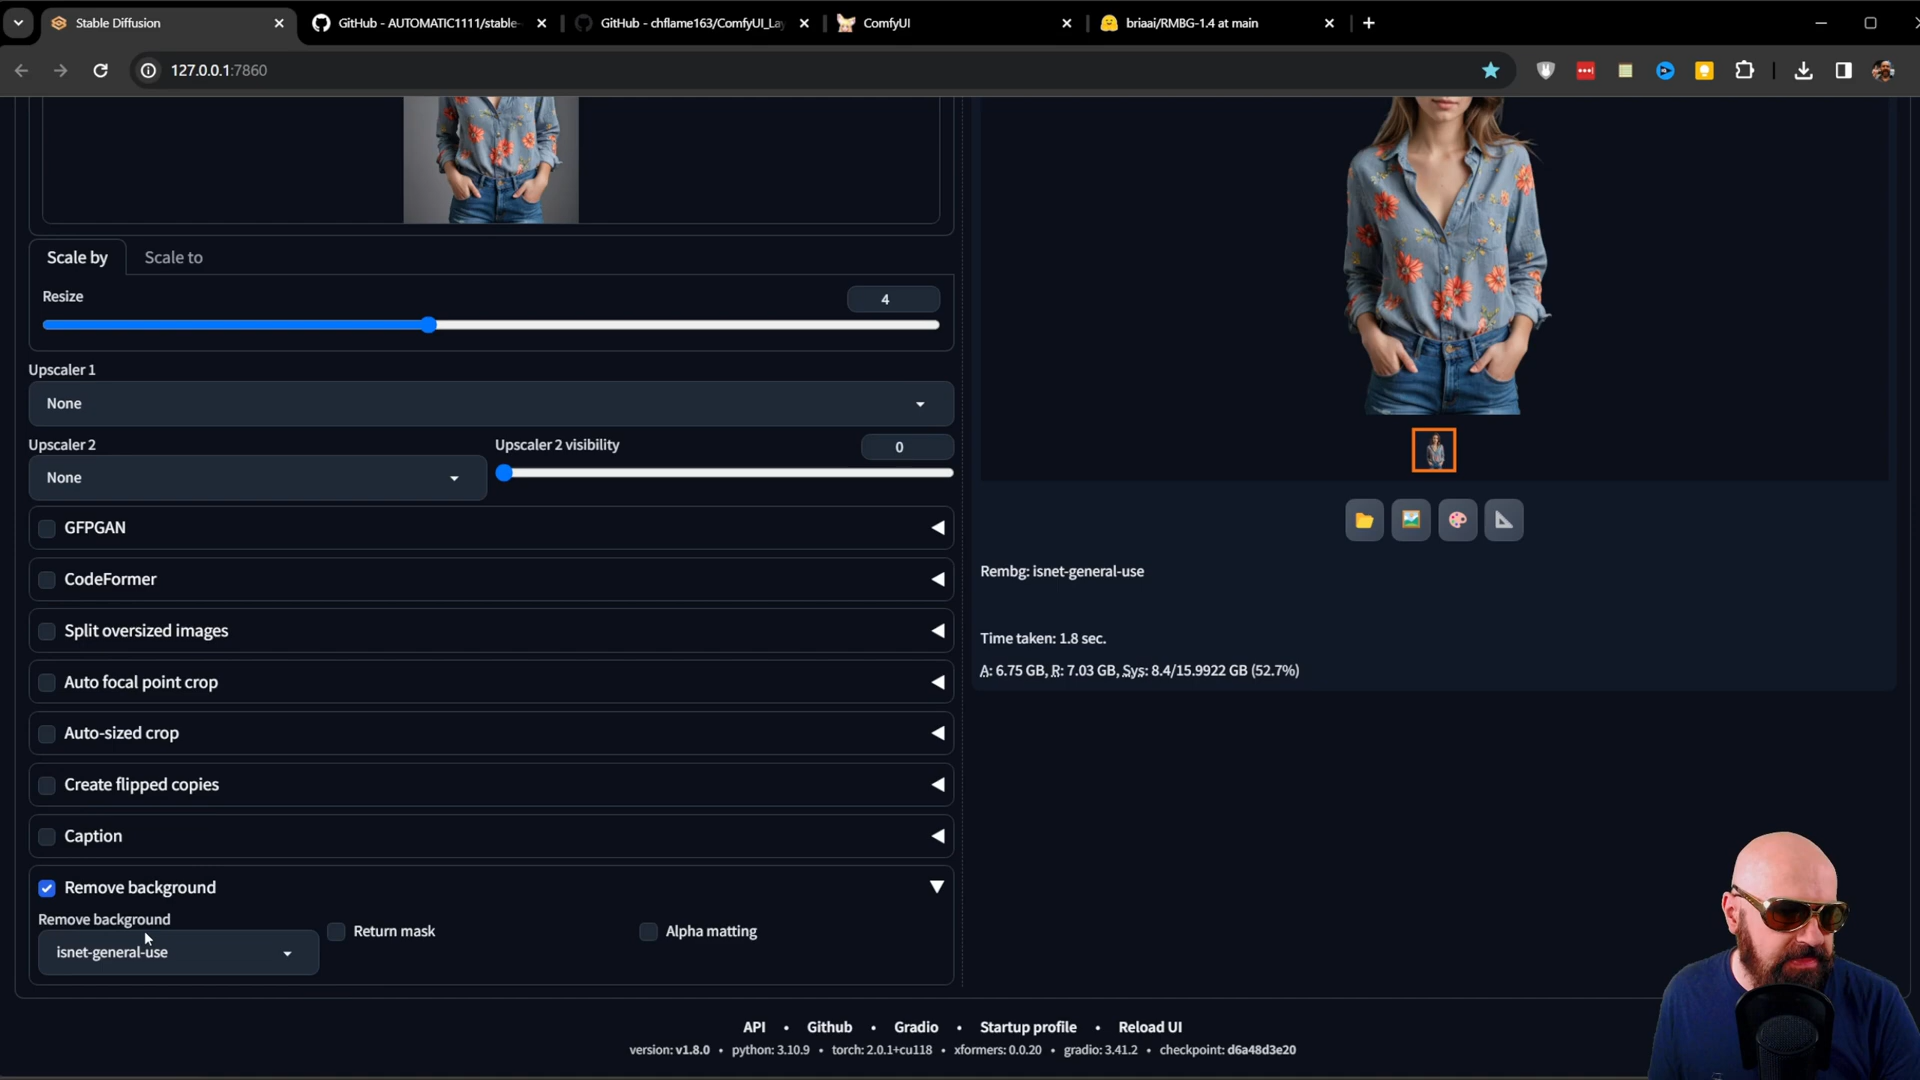 Stable Diffusion
GitHub - AUTOMATIC1111/stable-
GitHub - chflame163/ComfyUI_La
ComfyUI
briaai/RMBG-1.4 at main
127.0.0.1:7860
Scale by
Scale to
Resize
4
Upscaler 1
None
Upscaler 2
Upscaler 2 visibility
0
None
GFPGAN
CodeFormer
Split oversized images
Auto focal point crop
Auto-sized crop
Create flipped copies
Caption
Remove background
Remove background
isnet-general-use
Return mask
Alpha matting
Rembg: isnet-general-use
Time taken: 1.8 sec.
A: 6.75 GB, R: 7.03 GB, Sys: 8.4/15.9922 GB (52.7%)
API • Github • Gradio • Startup profile • Reload UI
version: v1.8.0 • python: 3.10.9 • torch: 2.0.1+cu118 • xformers: 0.0.20 • gradio: 3.41.2 • checkpoint: d6a48d3e20